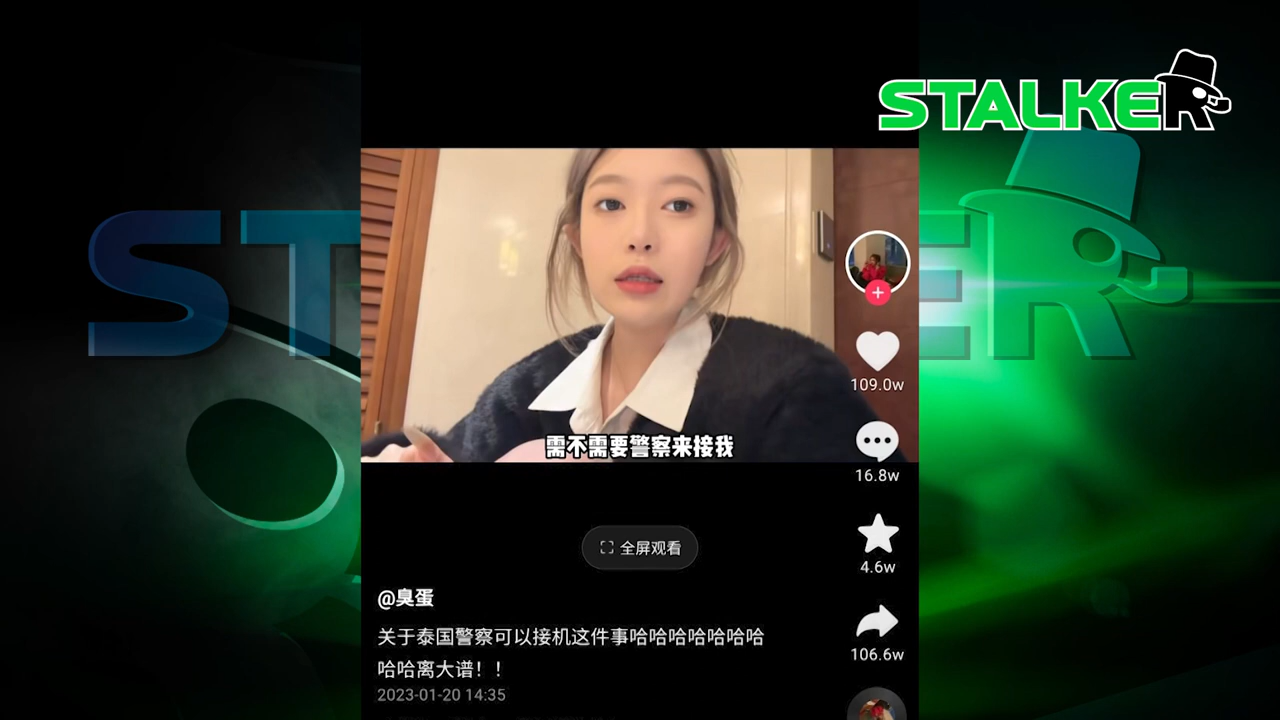 STALKER
ST
ER
需不需要警察来接我
109.0w
16.8w
4.6w
106.6w
全屏观看
@臭蛋
关于泰国警察可以接机这件事哈哈哈哈哈哈哈
哈哈离大谱！！
2023-01-20 14:35